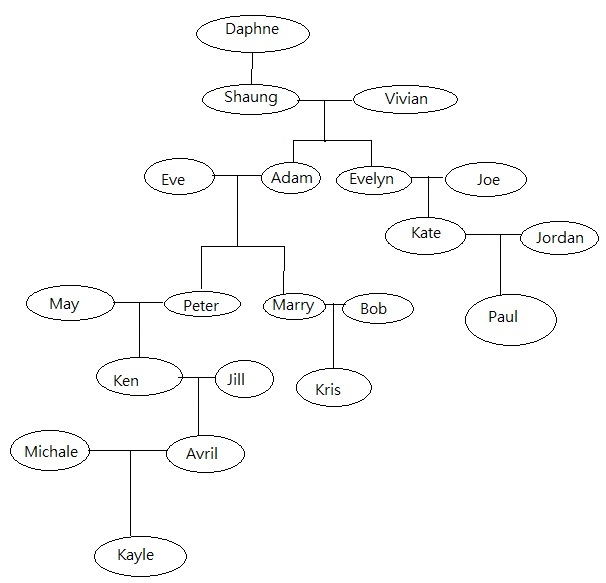 Daphne
Shaung
Vivian
Eve
Adam
Evelyn
Joe
Kate
Jordan
May
Peter
Marry
Bob
Paul
Ken
Jill
Kris
Michale
Avril
Kayle